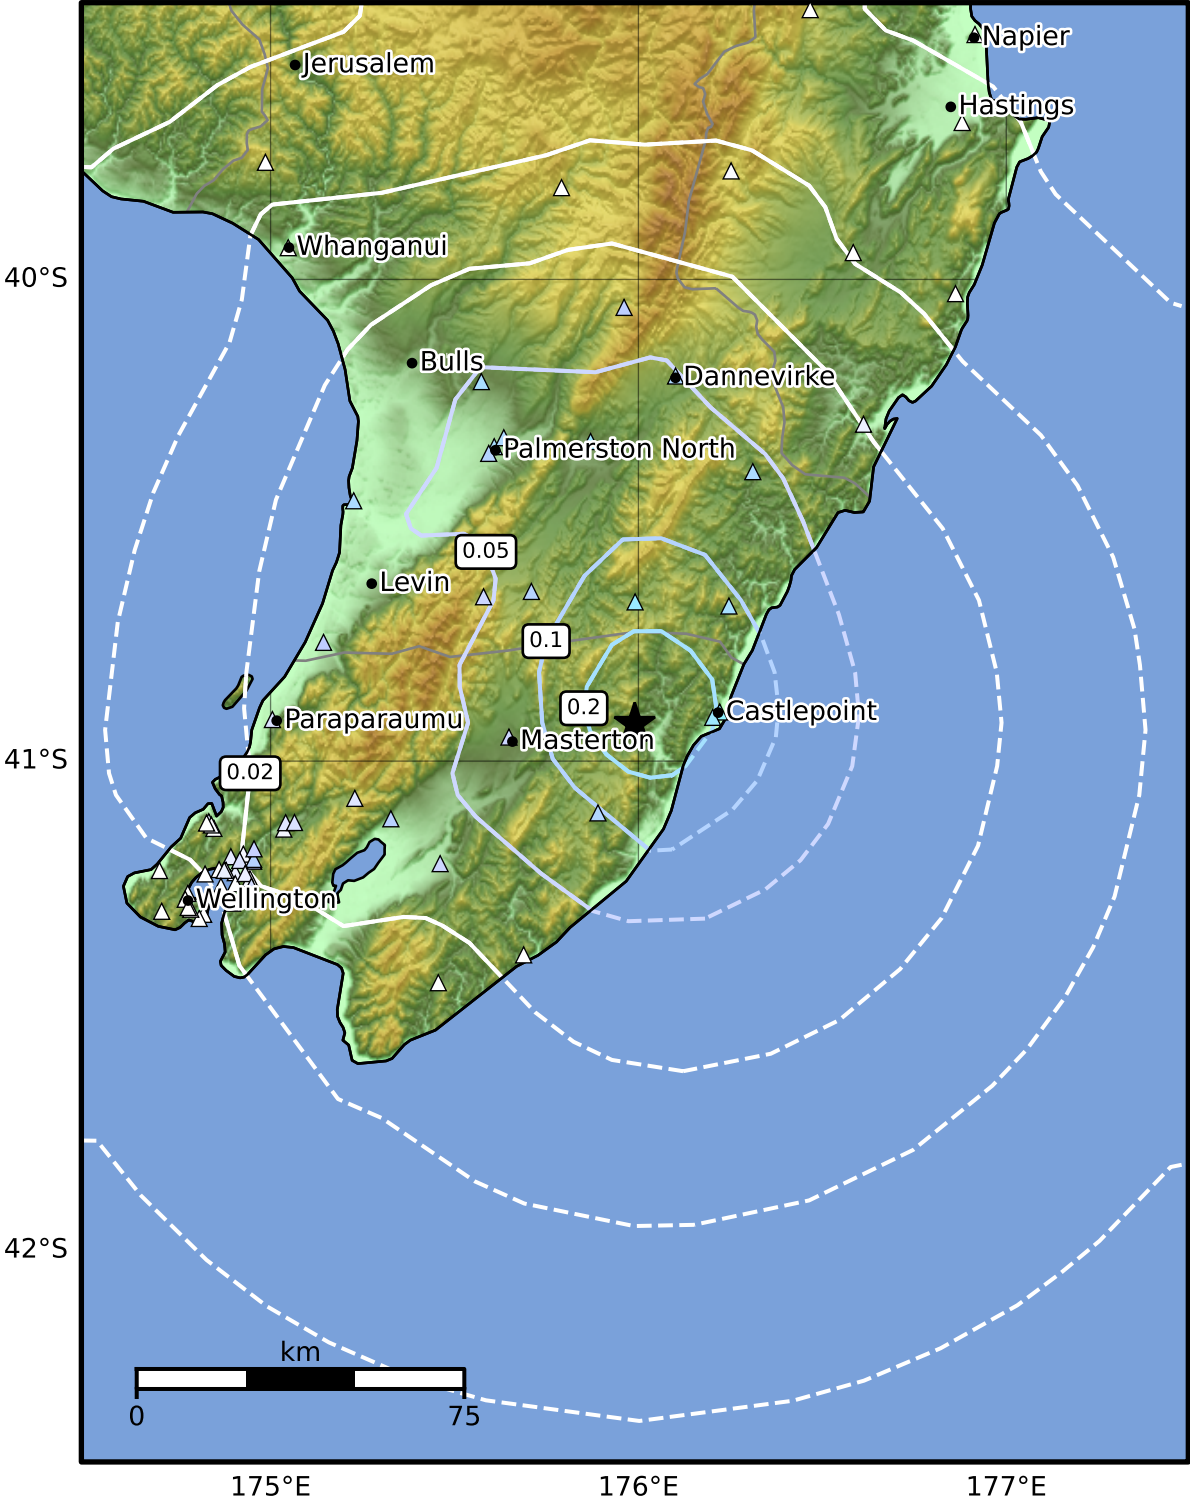 Napier
Jerusalem
Hastings
Whanganui
40°S
Bulls
Dannevirke
Palmerston North
0.05
Levin
0.1
0.2
Castlepoint
Paraparaumu
Masterton
41°S
0.02
Wellington
42°S
km
0 75
175°E 176°E 177°E